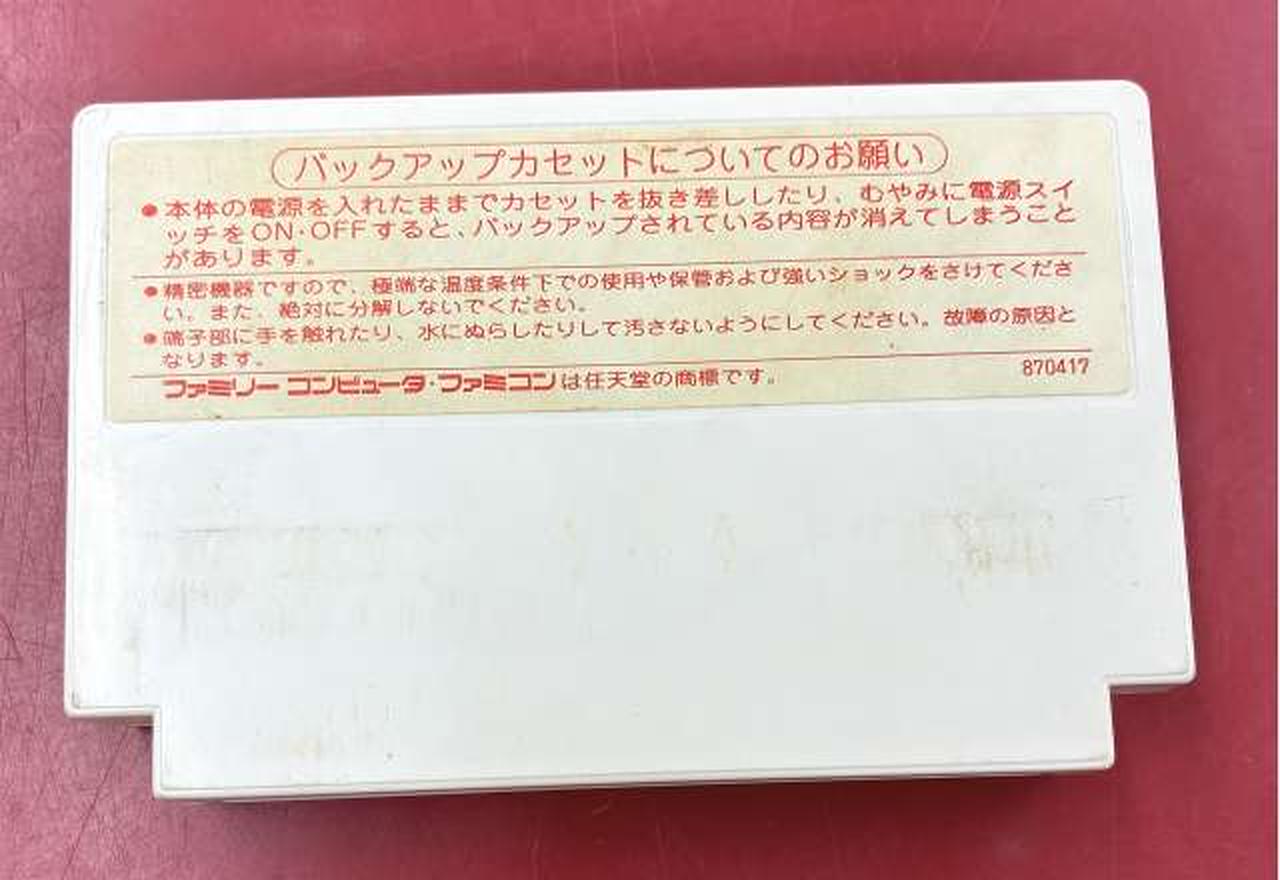 バックアップカセットについてのお願い
●本体の電源を入れたままでカセットを抜き差ししたり、むやみに電源スイ
ッチをON·OFFすると、バックアップされている内容が消えてしまうこと
があります。
●精密機器ですので、極端な温度条件下での使用や保管および強いショックをさけてくださ
い。また、絶対に分解しないでください。
●端子部に手を触れたり、水にぬらしたりして汚さないようにしてください。故障の原因と
なります。
870417
ファミリー コンピュータ·ファミコンは任天堂の商標です。